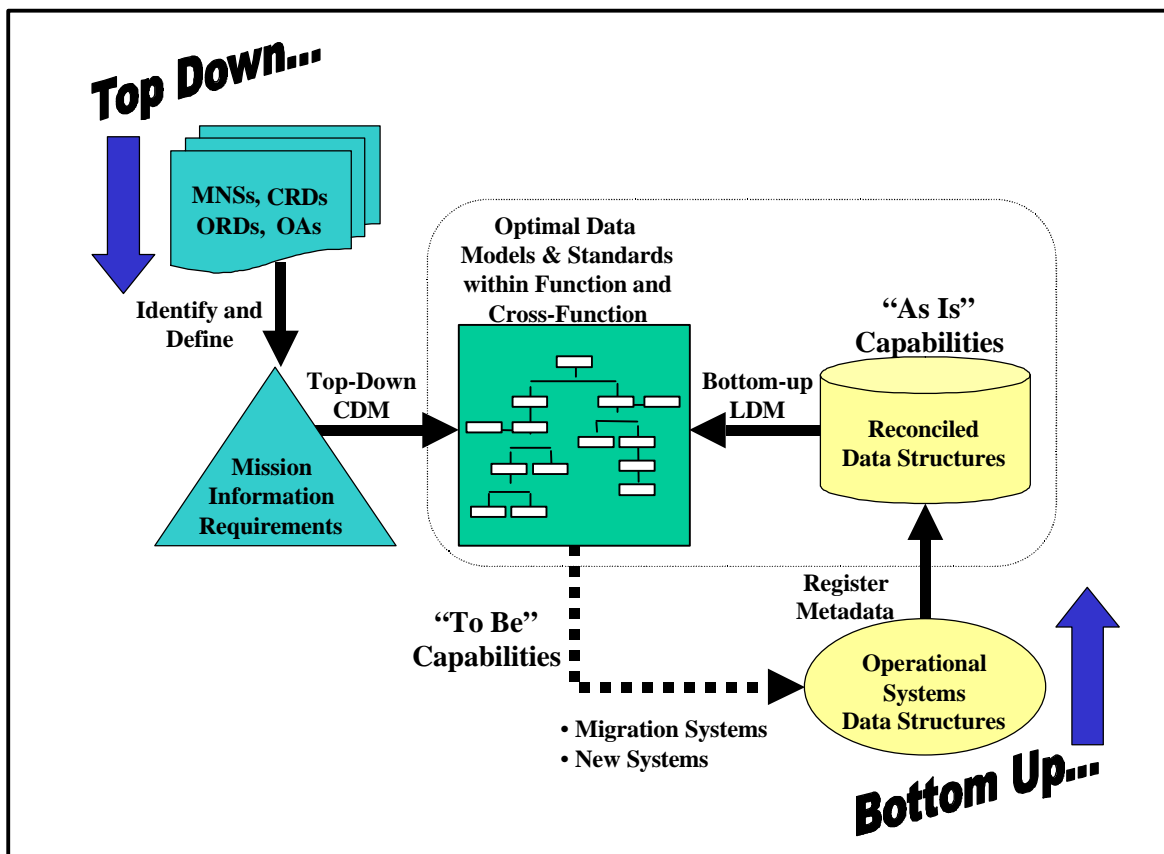 Top Down...
MNSs, CRDs
ORDs, OAs
Identify and
Define
Mission
Information
Requirements
Top-Down
CDM
Optimal Data
Models & Standards
within Function and
Cross-Function
Bottom-up
LDM
“As Is”
Capabilities
Reconciled
Data Structures
Register
Metadata
Operational
Systems
Data Structures
“To Be”
Capabilities
• Migration Systems
• New Systems
Bottom Up...